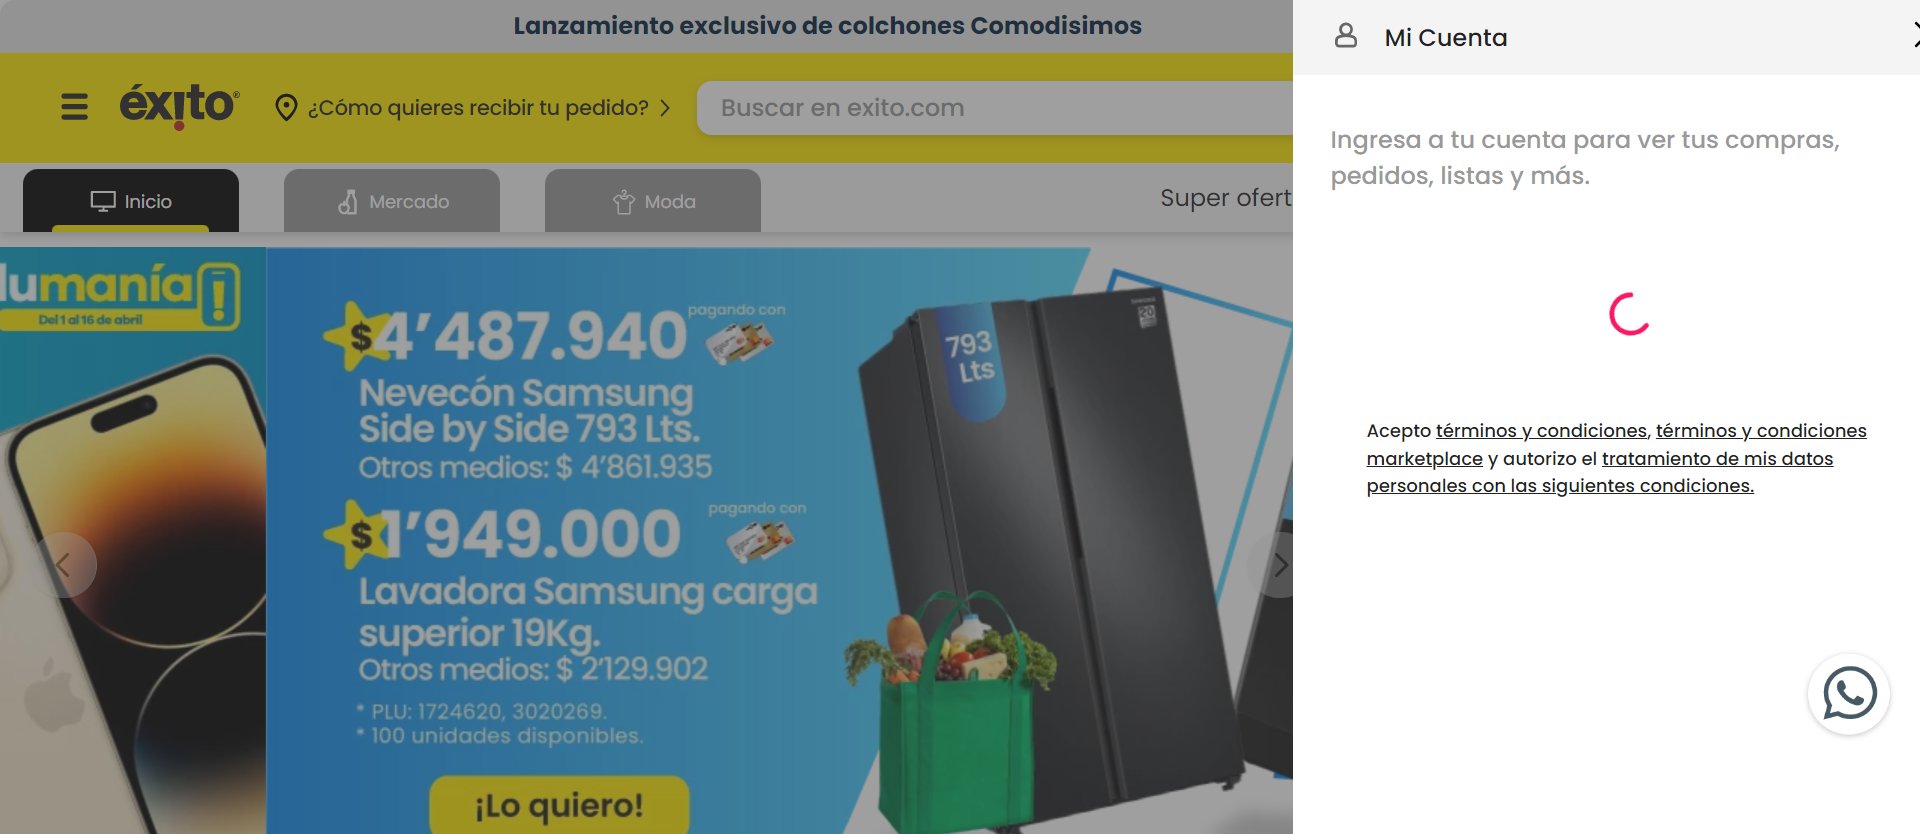 Lanzamiento exclusivo de colchones Comodisimos
éxito
¿Cómo quieres recibir tu pedido?
Buscar en exito.com
Inicio
Mercado
Moda
Super ofert
lumanía
Del 1 al 16 de abril
$4’487.940
pagando con
Nevecón Samsung
Side by Side 793 Lts.
Otros medios: $ 4’861.935
$1’949.000
pagando con
Lavadora Samsung carga
superior 19Kg.
Otros medios: $ 2’129.902
* PLU: 1724620, 3020269.
* 100 unidades disponibles.
¡Lo quiero!
793
Lts
20
Mi Cuenta
Ingresa a tu cuenta para ver tus compras,
pedidos, listas y más.
Acepto términos y condiciones, términos y condiciones
marketplace y autorizo el tratamiento de mis datos
personales con las siguientes condiciones.